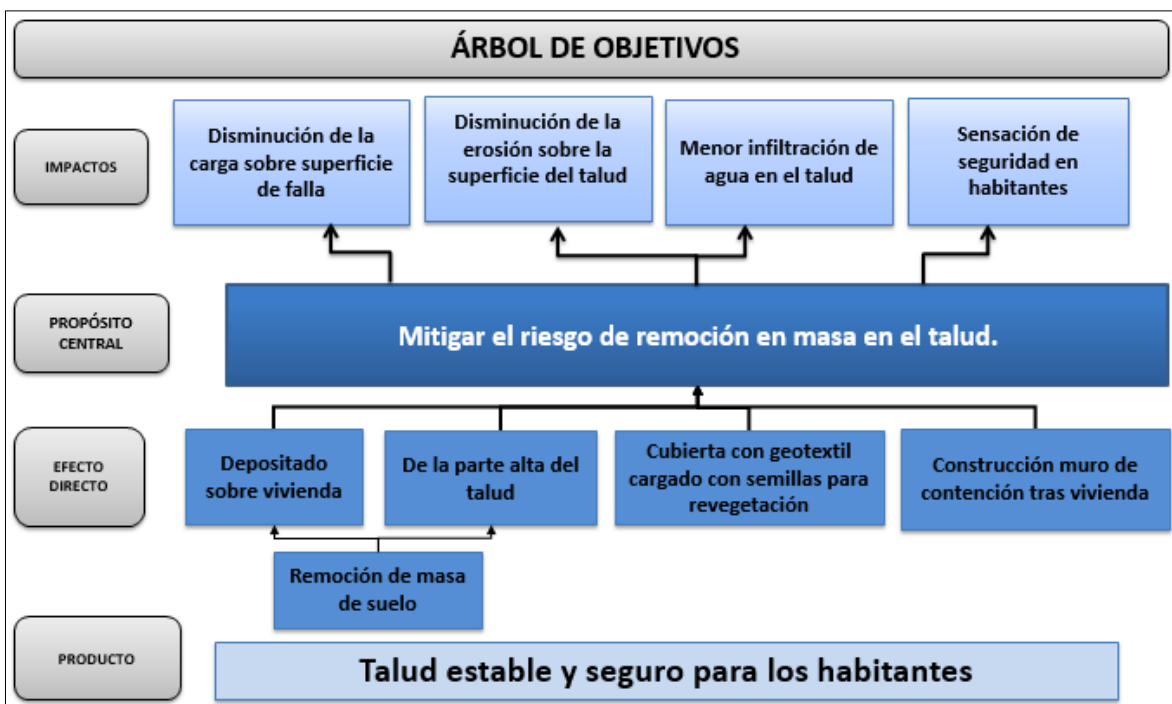 ÁRBOL DE OBJETIVOS
IMPACTOS
Disminución de la
carga sobre superficie
de falla
Disminución de la
erosión sobre la
superficie del talud
Menor infiltración de
agua en el talud
Sensación de
seguridad en
habitantes
PROPÓSITO
CENTRAL
Mitigar el riesgo de remoción en masa en el talud.
EFECTO
DIRECTO
Depositado
sobre vivienda
De la parte alta del
talud
Cubierta con geotextil
cargado con semillas para
revegetación
Construcción muro de
contención tras vivienda
Remoción de masa
de suelo
PRODUCTO
Talud estable y seguro para los habitantes